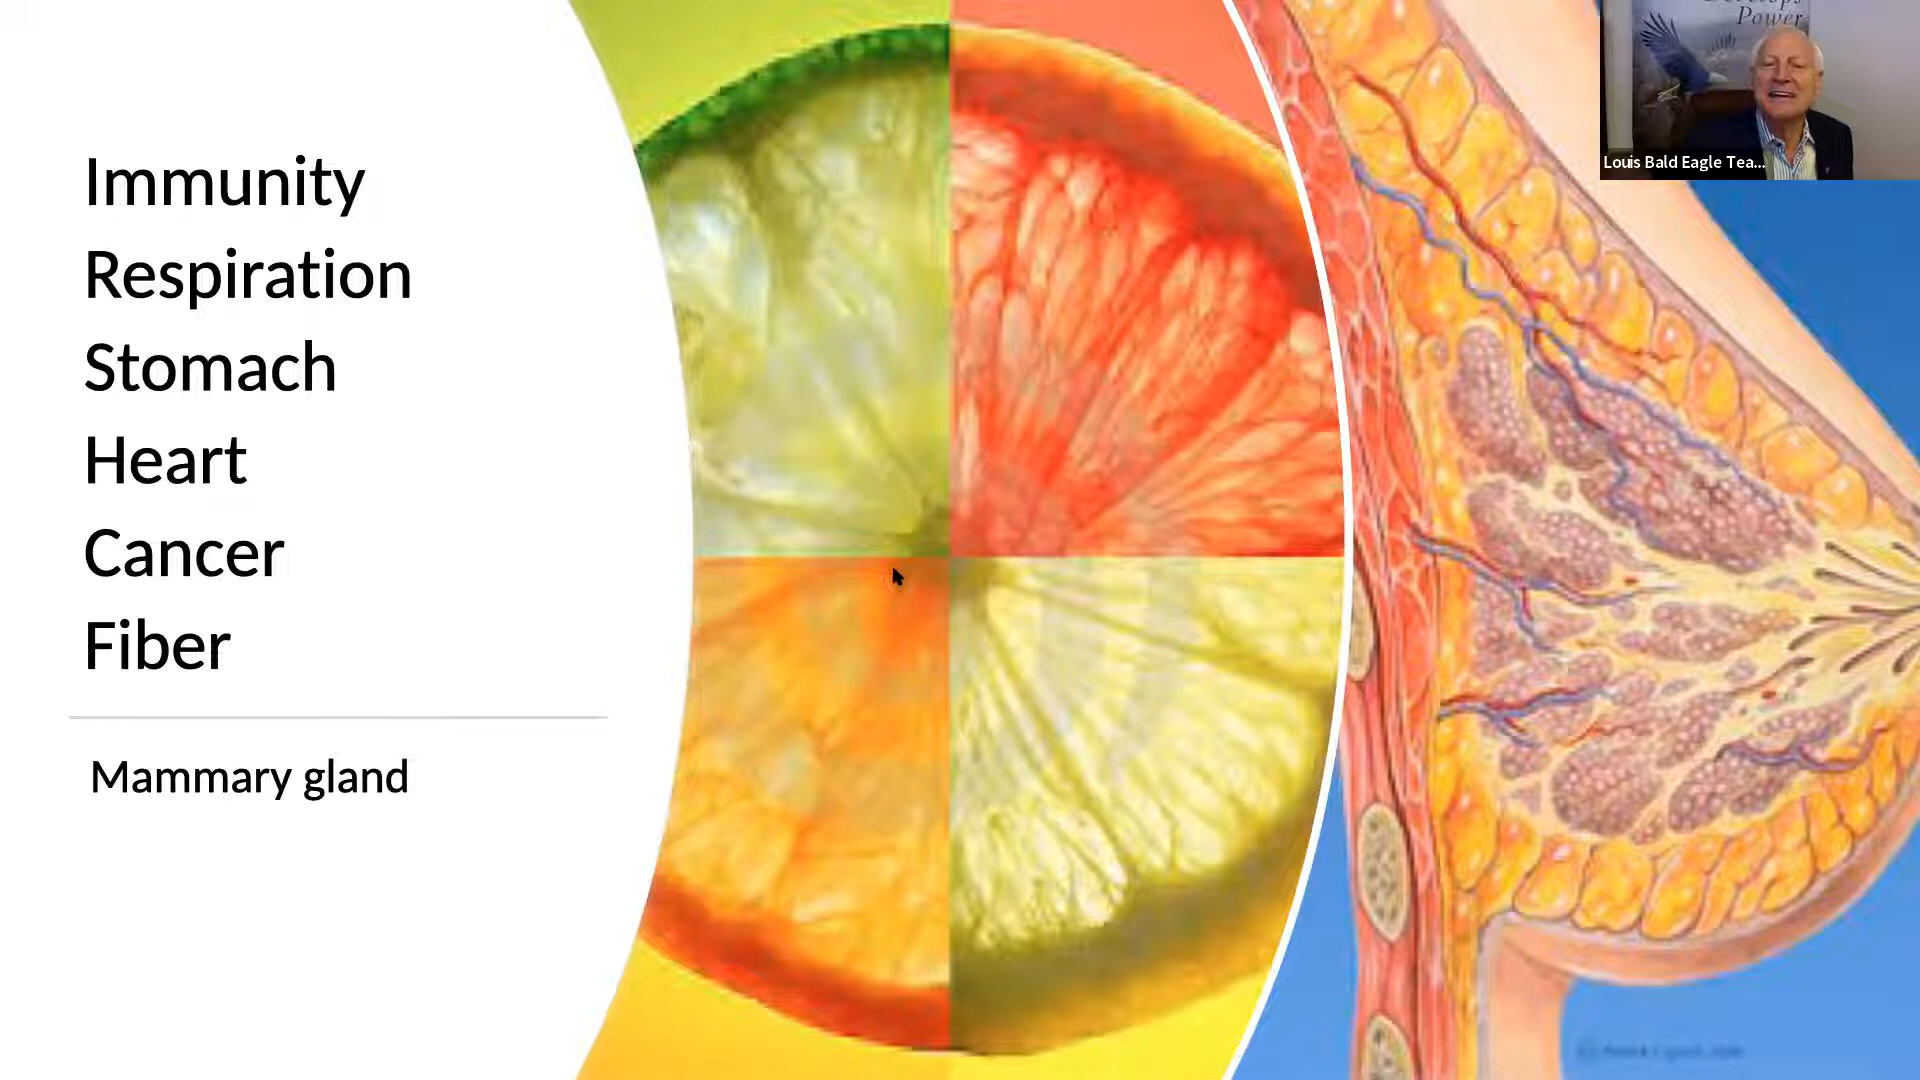 Immunity
Respiration
Stomach
Heart
Cancer
Fiber
Mammary gland
Power
Louis Bald Eagle Tea...